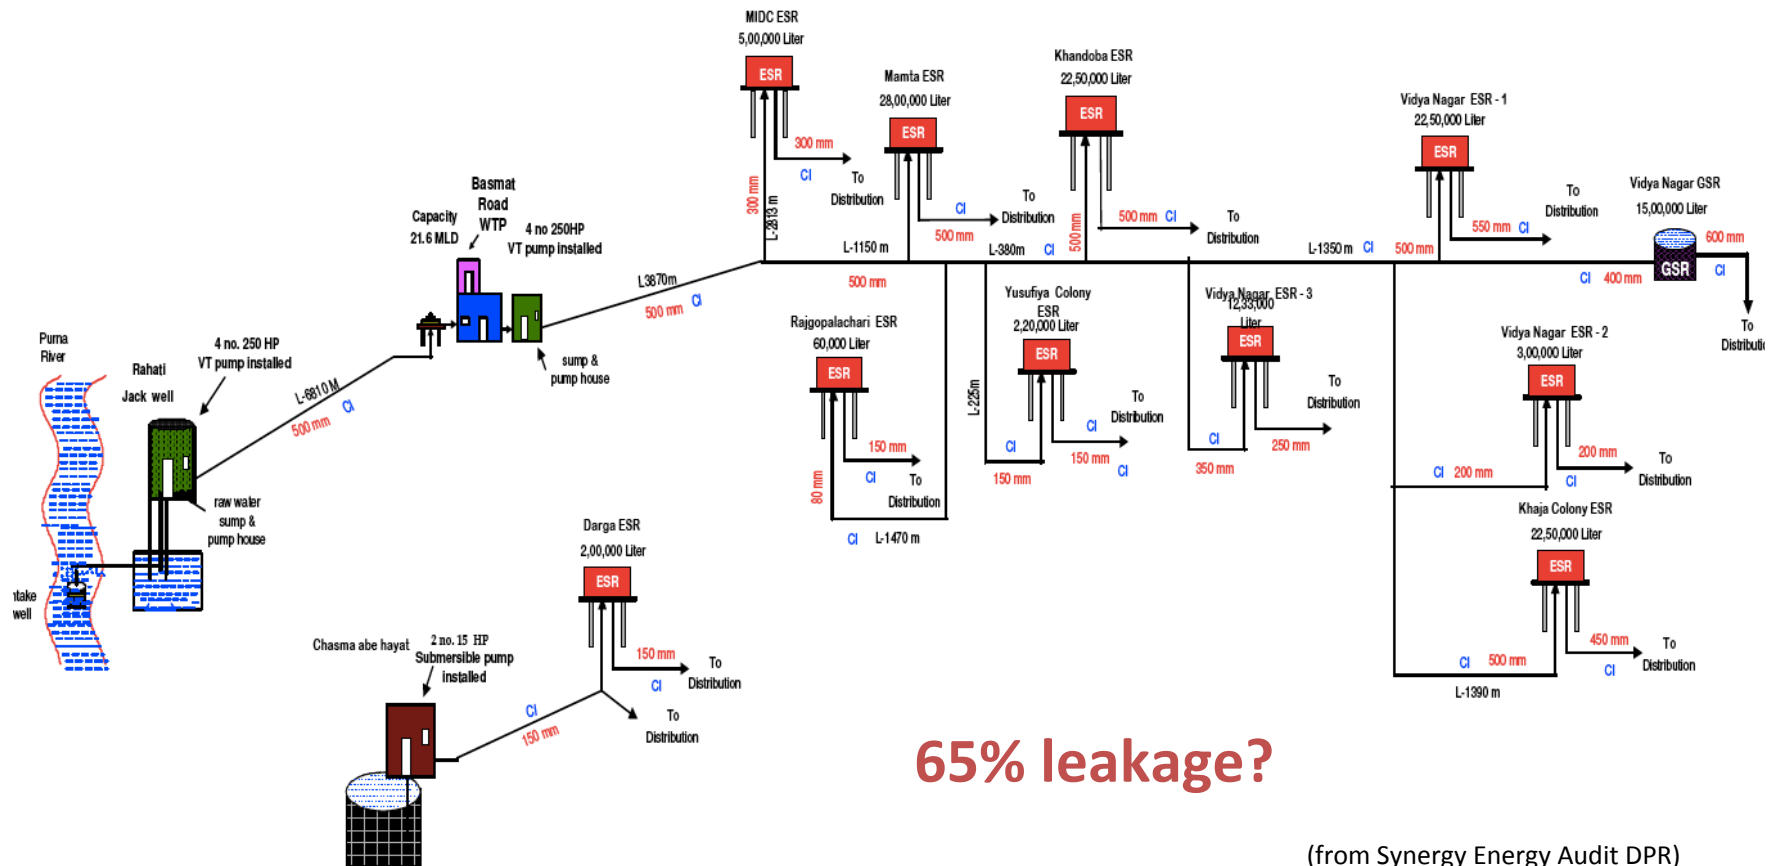 MIDC ESR
5,00,000 Liter
ESR
300 mm
CI
To
Distribution
300 mm
L-2813 m
Mamta ESR
28,00,000 Liter
ESR
CI
500 mm
To
Distribution
Khandoba ESR
22,50,000 Liter
ESR
500 mm CI
To
Distribution
500 mm
Vidya Nagar ESR - 1
22,50,000 Liter
ESR
550 mm CI
To
Distribution
500 mm
Vidya Nagar GSR
15,00,000 Liter
600 mm
GSR
CI
To
CI 400 mm
L-1150 m
500 mm
L-380m CI
L-1350 m CI
Basmat
Road
WTP
Capacity
21.6 MLD
4 no 250HP
VT pump installed
L3870m
500 mm CI
sump &
pump house
Purna
River
Rahati
Jack well
4 no. 250 HP
VT pump installed
L-6810 M
500 mm CI
raw water
sump &
pump house
well
Rajgopalachari ESR
60,000 Liter
ESR
150 mm
CI
To
Distribution
80 mm
CI L-1470 m
Yusufiya Colony
ESR
2,20,000 Liter
ESR
L-225m
CI
150 mm
To
Distribution
CI
150 mm
CI
Vidya Nagar ESR - 3
12,33,000
Liter
ESR
To
Distribution
250 mm
CI
350 mm
Vidya Nagar ESR - 2
3,00,000 Liter
ESR
200 mm
CI
To
Distribution
CI 200 mm
Khaja Colony ESR
22,50,000 Liter
ESR
450 mm
CI
To
Distribution
CI 500 mm
L-1390 m
Darga ESR
2,00,000 Liter
ESR
150 mm
CI
To
Distribution
To
Distribution
Chasma abe hayat
2 no. 15 HP
Submersible pump
installed
CI
150 mm
65% leakage?
(from Synergy Energy Audit DPR)